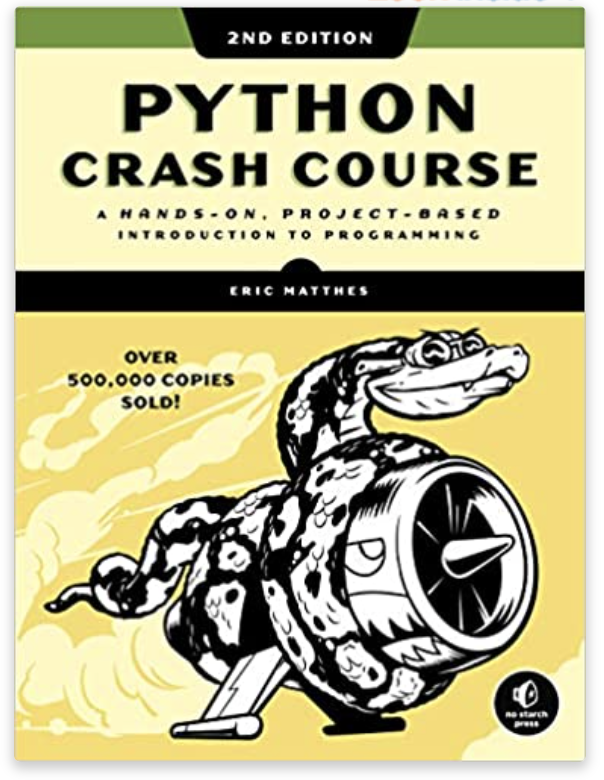 2ND EDITION
PYTHON
CRASH COURSE
A HANDS-ON, PROJECT-BASED
INTRODUCTION TO PROGRAMMING
ERIC MATTHES
OVER
500,000 COPIES
SOLD!
no starch
press